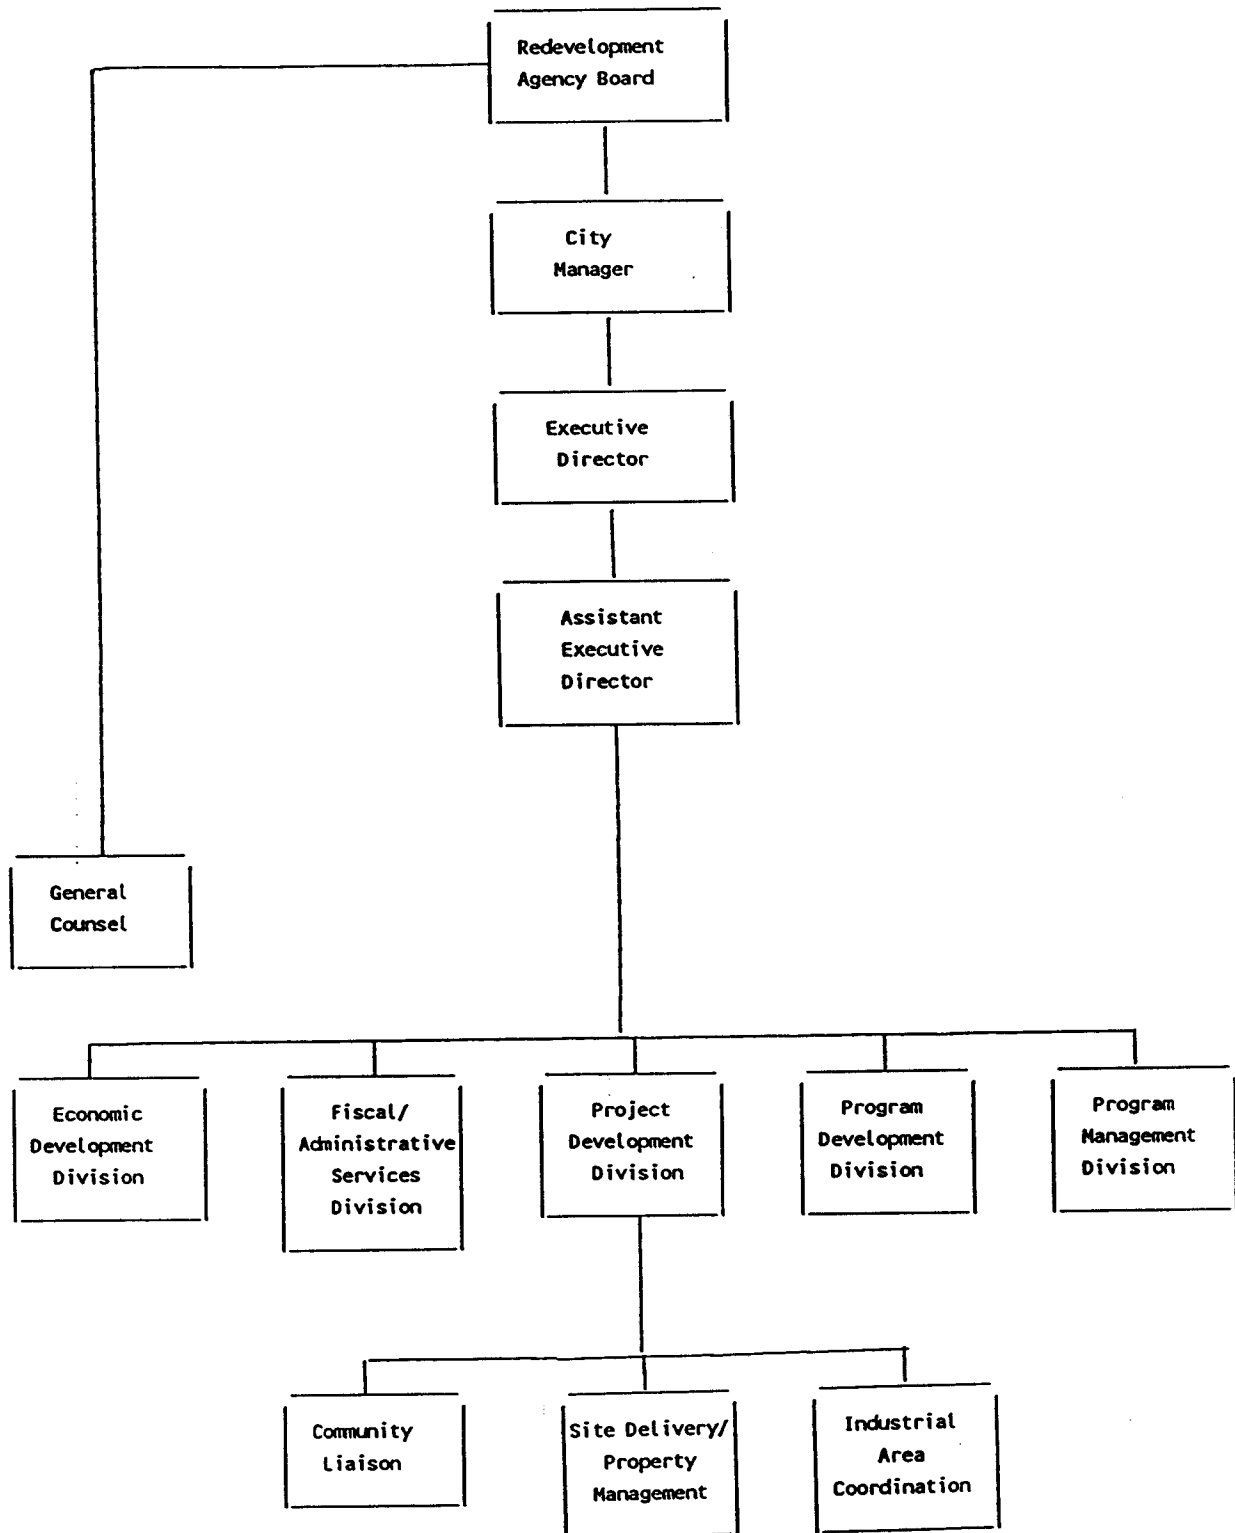 Redevelopment
Agency Board
City
Manager
Executive
Director
Assistant
Executive
Director
General
Counsel
Economic
Development
Division
Fiscal/
Administrative
Services
Division
Project
Development
Division
Program
Development
Division
Program
Management
Division
Community
Liaison
Site Delivery/
Property
Management
Industrial
Area
Coordination